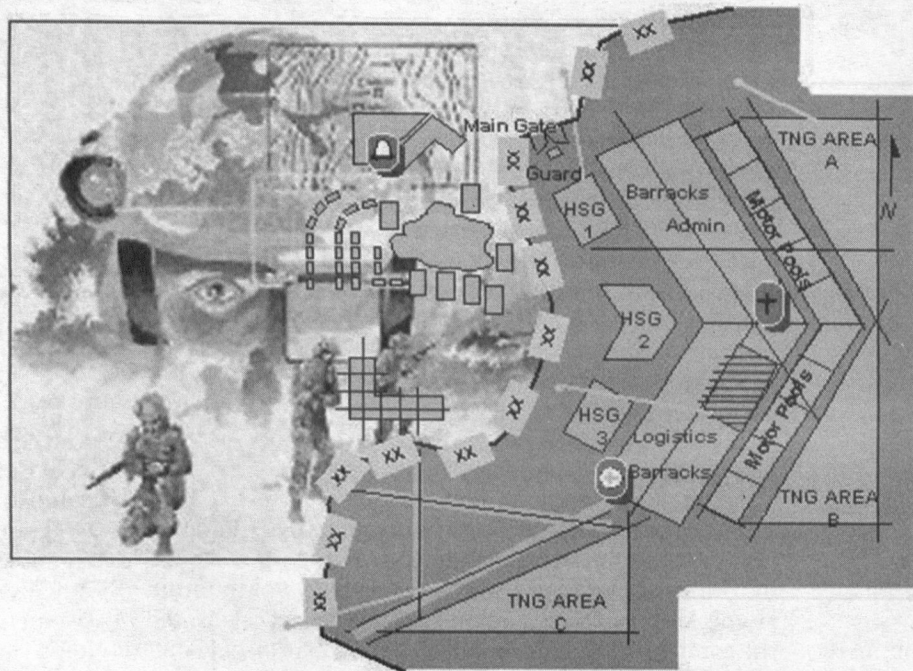 XX
XX
Main Gate
XX
TNG AREA
A
Guard
Barracks
Motor Pools
N
HSG
1
XX
Admin
XX
HSG
2
XX
XX
HSG
3
Logistics
Motor Pools
XX
XX
XX
Barracks
TNG AREA
B
XX
XX
TNG AREA
C